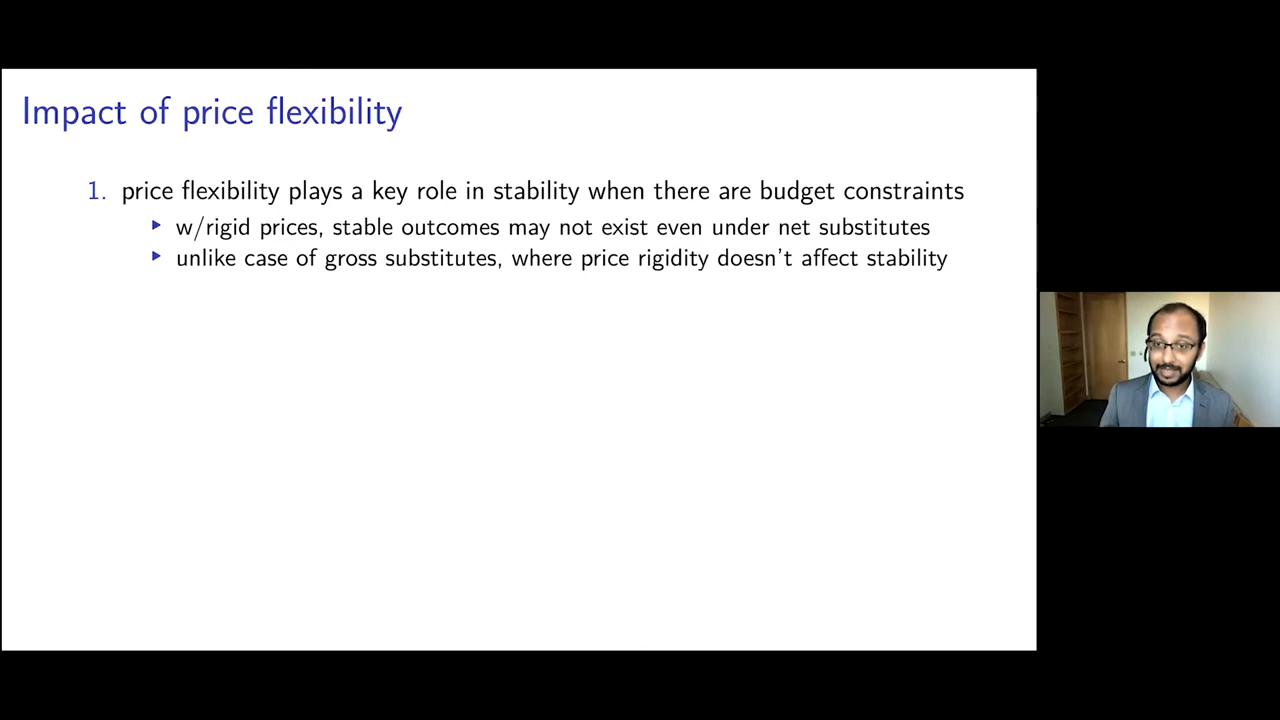 Impact of price flexibility
1. price flexibility plays a key role in stability when there are budget constraints
▶ w/rigid prices, stable outcomes may not exist even under net substitutes
▶ unlike case of gross substitutes, where price rigidity doesn't affect stability